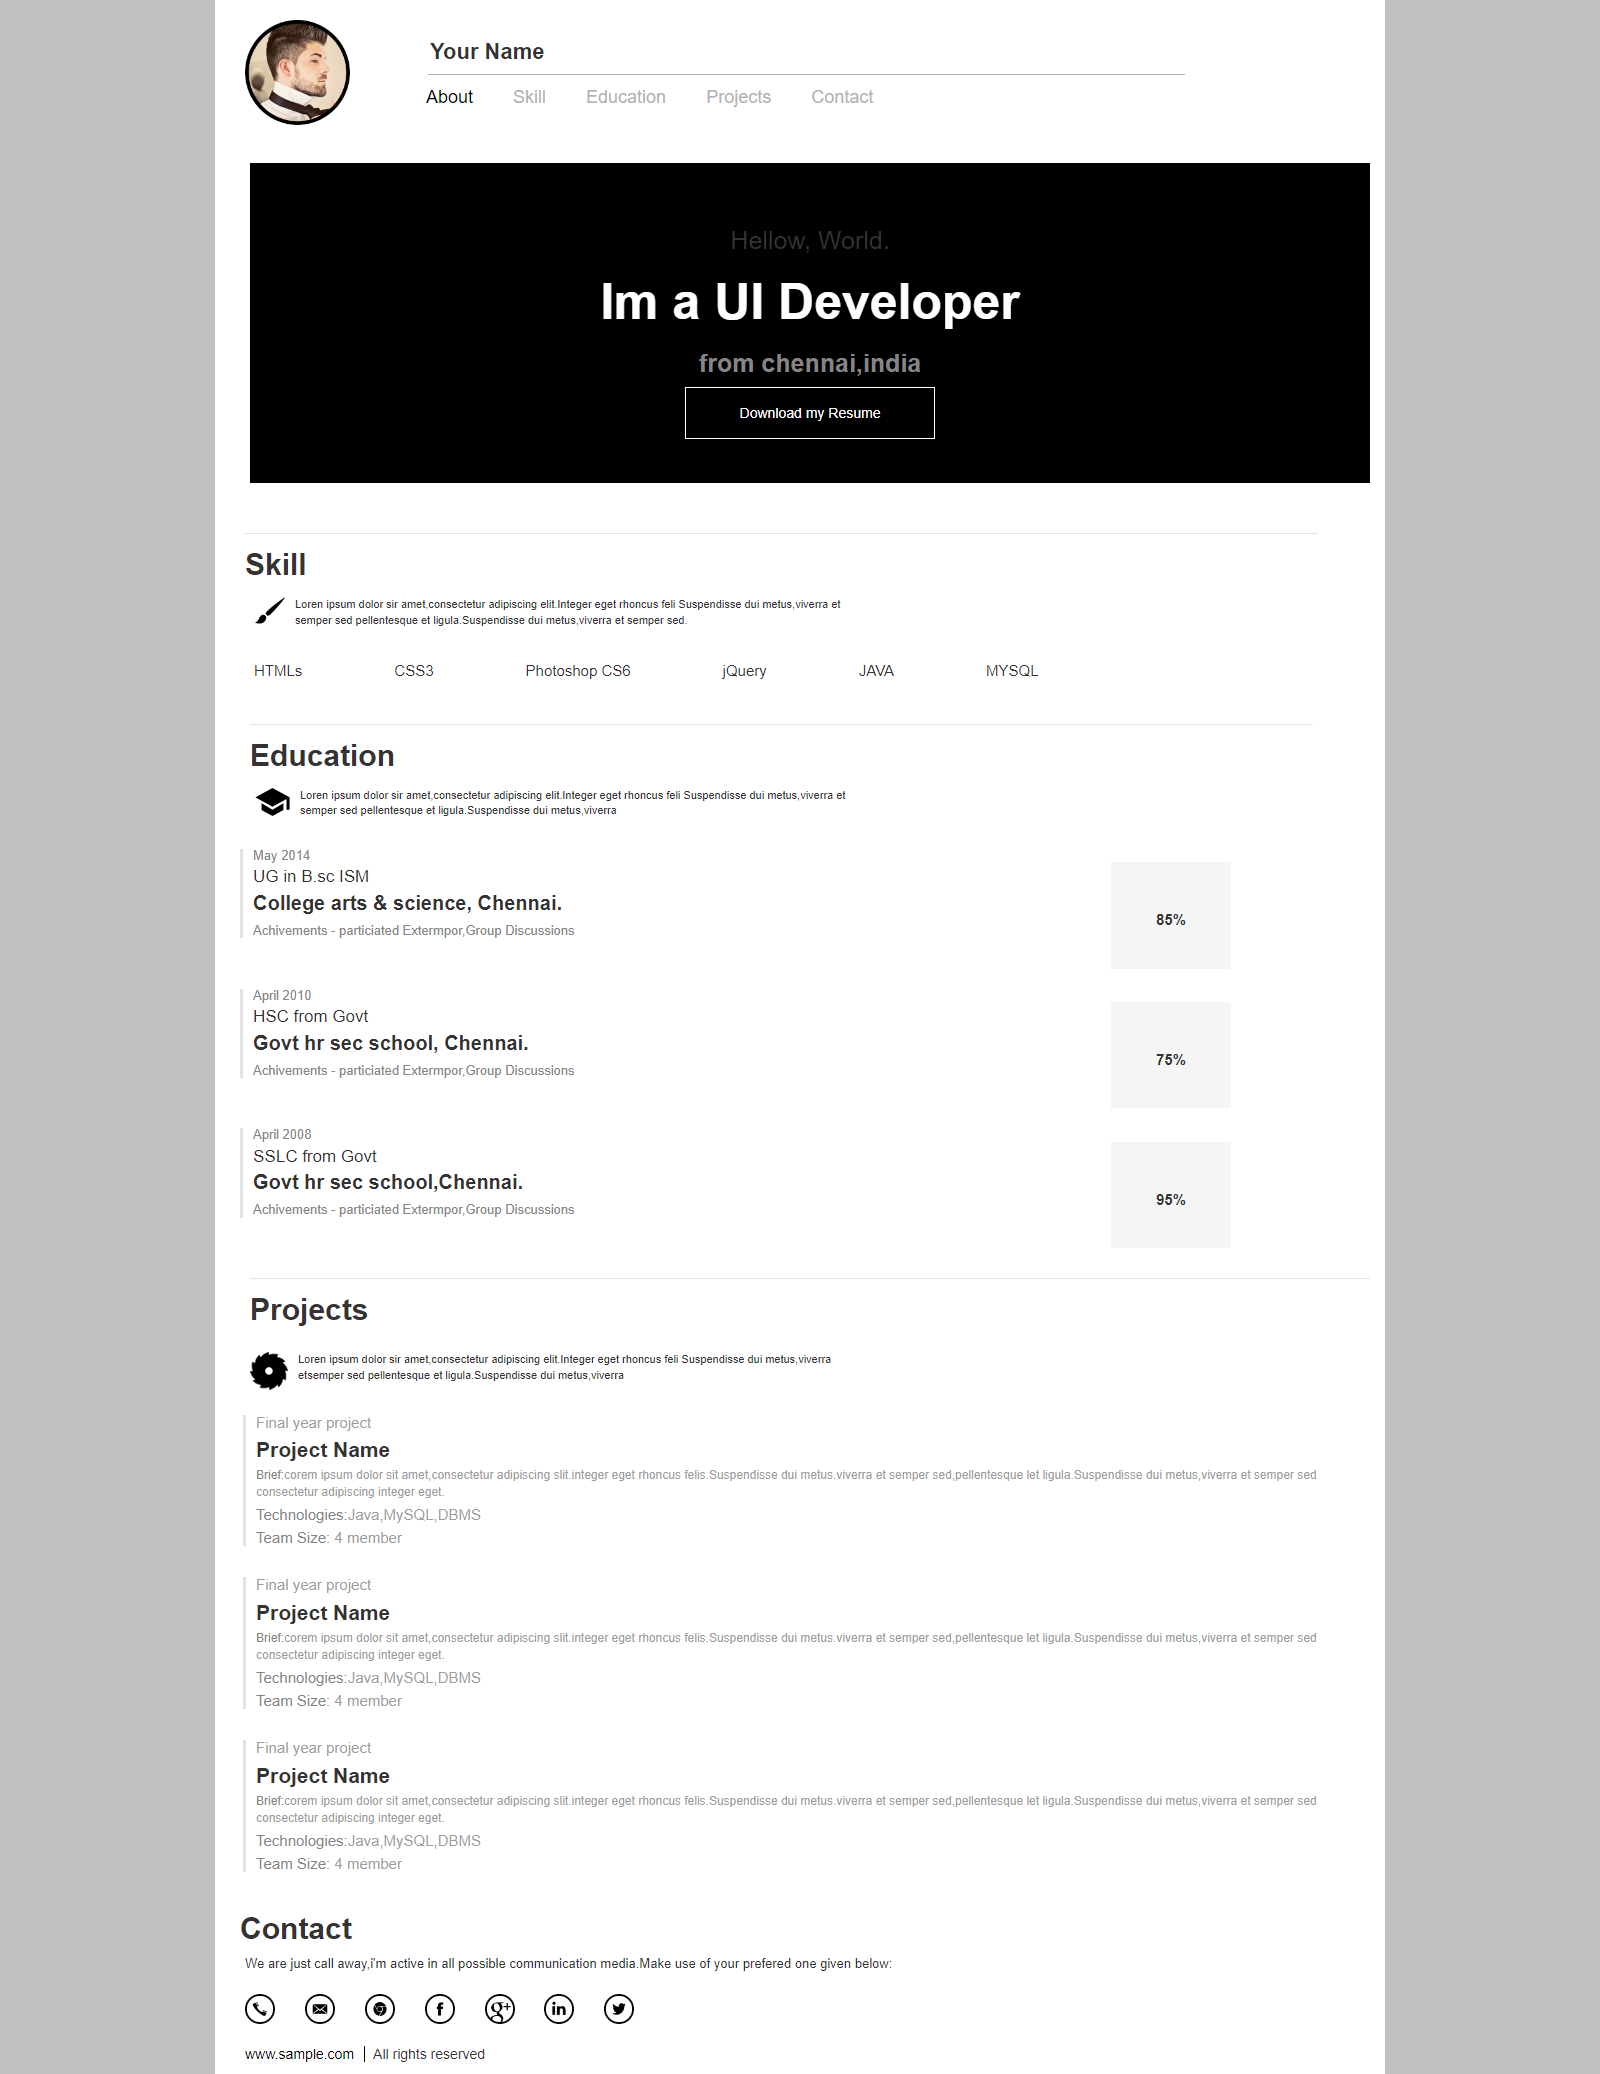 Your Name
About Skill Education Projects Contact
Hellow, World.
Im a UI Developer
from chennai,india
Download my Resume
Skill
Loren ipsum dolor sir amet,consectetur adipiscing elit.Integer eget rhoncus feli Suspendisse dui metus,viverra et
semper sed pellentesque et ligula.Suspendisse dui metus,viverra et semper sed.
HTMLs CSS3 Photoshop CS6 jQuery JAVA MYSQL
Education
Loren ipsum dolor sir amet,consectetur adipiscing elit.Integer eget rhoncus feli Suspendisse dui metus,viverra et
semper sed pellentesque et ligula.Suspendisse dui metus,viverra
May 2014
UG in B.sc ISM
College arts & science, Chennai.
Achivements - particiated Extermpor,Group Discussions
85%
April 2010
HSC from Govt
Govt hr sec school, Chennai.
Achivements - particiated Extermpor,Group Discussions
75%
April 2008
SSLC from Govt
Govt hr sec school,Chennai.
Achivements - particiated Extermpor,Group Discussions
95%
Projects
Loren ipsum dolor sir amet,consectetur adipiscing elit.Integer eget rhoncus feli Suspendisse dui metus,viverra
etsemper sed pellentesque et ligula.Suspendisse dui metus,viverra
Final year project
Project Name
Brief:corem ipsum dolor sit amet,consectetur adipiscing slit.integer eget rhoncus felis.Suspendisse dui metus.viverra et semper sed,pellentesque let ligula.Suspendisse dui metus,viverra et semper sed
consectetur adipiscing integer eget.
Technologies:Java,MySQL,DBMS
Team Size: 4 member
Final year project
Project Name
Brief:corem ipsum dolor sit amet,consectetur adipiscing slit.integer eget rhoncus felis.Suspendisse dui metus.viverra et semper sed,pellentesque let ligula.Suspendisse dui metus,viverra et semper sed
consectetur adipiscing integer eget.
Technologies:Java,MySQL,DBMS
Team Size: 4 member
Final year project
Project Name
Brief:corem ipsum dolor sit amet,consectetur adipiscing slit.integer eget rhoncus felis.Suspendisse dui metus.viverra et semper sed,pellentesque let ligula.Suspendisse dui metus,viverra et semper sed
consectetur adipiscing integer eget.
Technologies:Java,MySQL,DBMS
Team Size: 4 member
Contact
We are just call away,i'm active in all possible communication media.Make use of your prefered one given below:
f g+ in
www.sample.com | All rights reserved